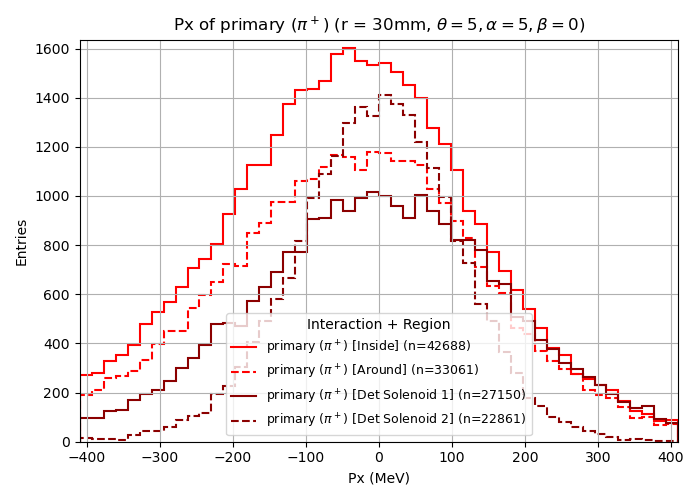 Px of primary (π⁺) (r = 30mm, θ = 5, α = 5, β = 0)
1600
1400
1200
1000
800
600
400
200
0
Entries
Interaction + Region
primary (π⁺) [Inside] (n=42688)
primary (π⁺) [Around] (n=33061)
primary (π⁺) [Det Solenoid 1] (n=27150)
primary (π⁺) [Det Solenoid 2] (n=22861)
−400 −300 −200 −100 0 100 200 300 400
Px (MeV)